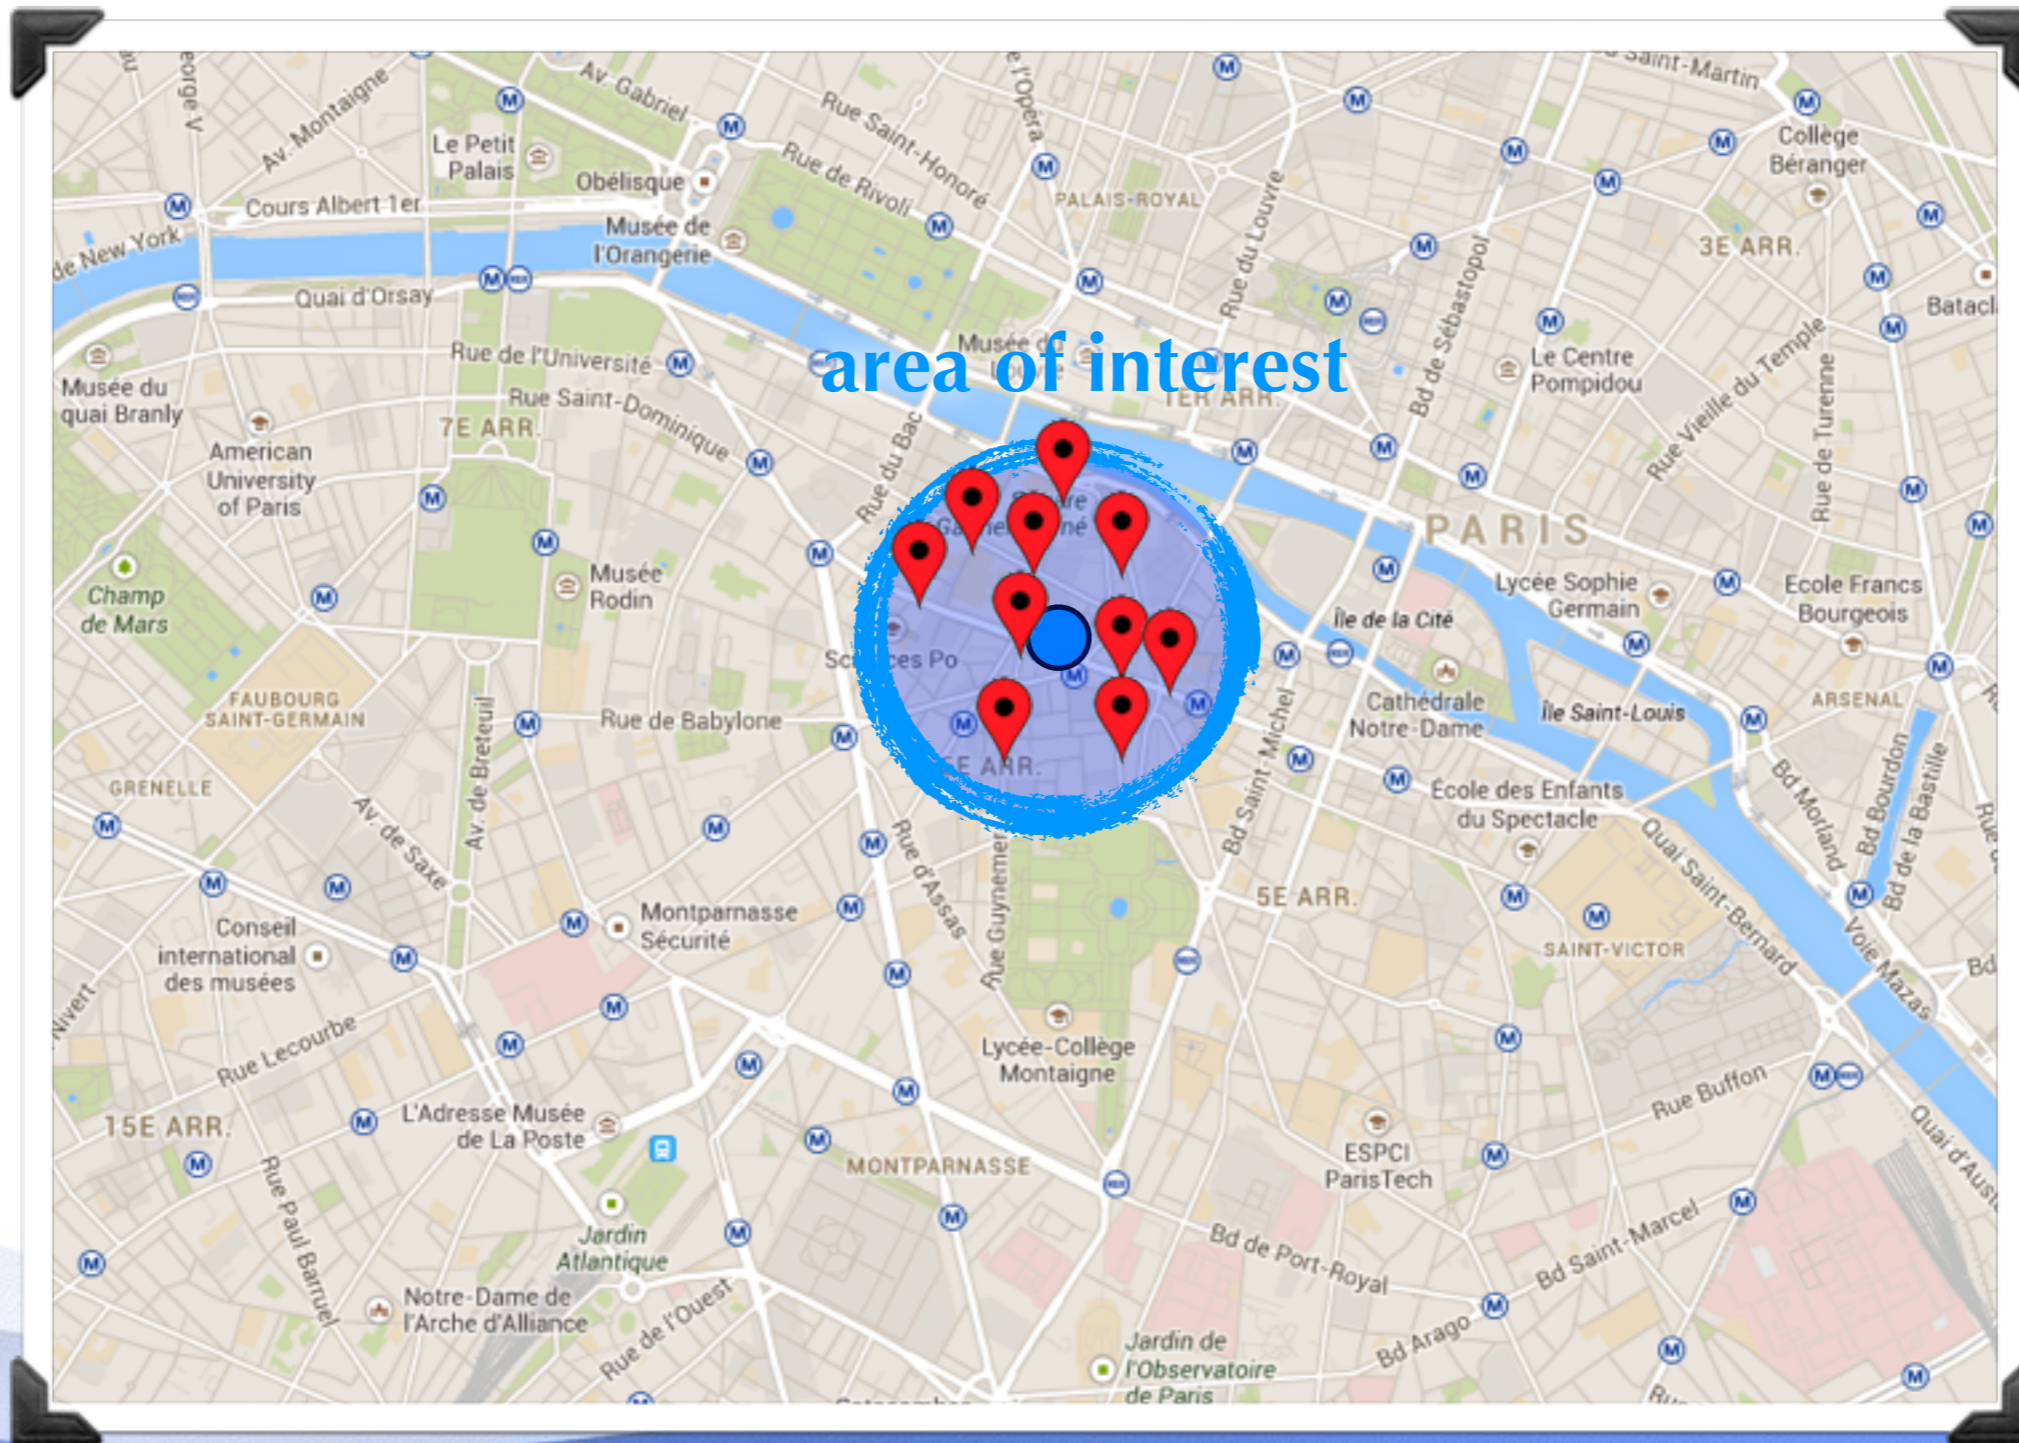 Saint-Martin
Av. Gabriel
Av. Montaigne
Rue Saint-Honoré
Collège
Béranger
Le Petit
Palais
Rue de Rivoli
Obélisque
PALAIS-ROYAL
Cours Albert 1er
Musée de
l'Orangerie
de New York
3E ARR.
Rue du Louvre
Quai d'Orsay
Bd de Sébastopol
Musée du
area of interest
Rue de l'Université
Le Centre
Pompidou
Rue Vieille du Temple
Rue de Turenne
Musée du
quai Branly
Rue Saint-Dominique
1ER ARR.
7E ARR.
American
University
of Paris
Rue du Bac
PARIS
Musée
Rodin
Champ
de Mars
Lycée Sophie
Germain
Ecole Francs
Bourgeois
Île de la Cité
FAUBOURG
SAINT-GERMAIN
Rue de Babylone
Cathédrale
Notre-Dame
Île Saint-Louis
ARSENAL
Av. de Breteuil
Bd Saint-Michel
ARR.
GRENELLE
École des Enfants
du Spectacle
Bd Morland
Bd Bourdon
Bd de la Bastille
Av. de Saxe
Rue d'Assas
Rue Guynemer
Quai Saint-Bernard
5E ARR.
Montparnasse
Sécurité
Conseil
international
des musées
SAINT-VICTOR
Voie Mazas
Bd
Rue Lecourbe
Lycée-Collège
Montaigne
Rue Buffon
15E ARR.
L'Adresse Musée
de La Poste
MONTPARNASSE
ESPCI
ParisTech
Rue Paul Barruel
Jardin
Atlantique
Bd de Port-Royal
Bd Saint-Marcel
Notre-Dame de
l'Arche d'Alliance
Rue de l'Ouest
Bd Arago
Jardin de
l'Observatoire
de Paris